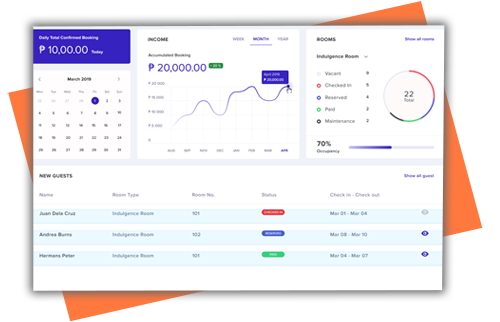 Daily Total Confirmed Booking
₱ 10,00.00 Today
March 2019
INCOME
WEEK MONTH YEAR
Accumulated Booking
₱ 20,000.00
April 2019
₱ 20,000.00
₱ 20 000
₱ 15 000
₱ 10 000
₱ 5 000
₱ 000
AUG SEP NOV DEC JAN FEB MAR APR
ROOMS
Show all rooms
Indulgence Room
Vacant 9
Checked In 5
Reserved 4
Paid 2
Maintenance 2
22
Total
70%
Occupancy
NEW GUESTS
Show all guest
Name Room Type Room No. Status Check in - Check out
Juan Dela Cruz Indulgence Room 101 CHECKED IN Mar 01 - Mar 04
Andrea Burns Indulgence Room 102 RESERVED Mar 08 - Mar 10
Hermans Peter Indulgence Room 101 PAID Mar 04 - Mar 07